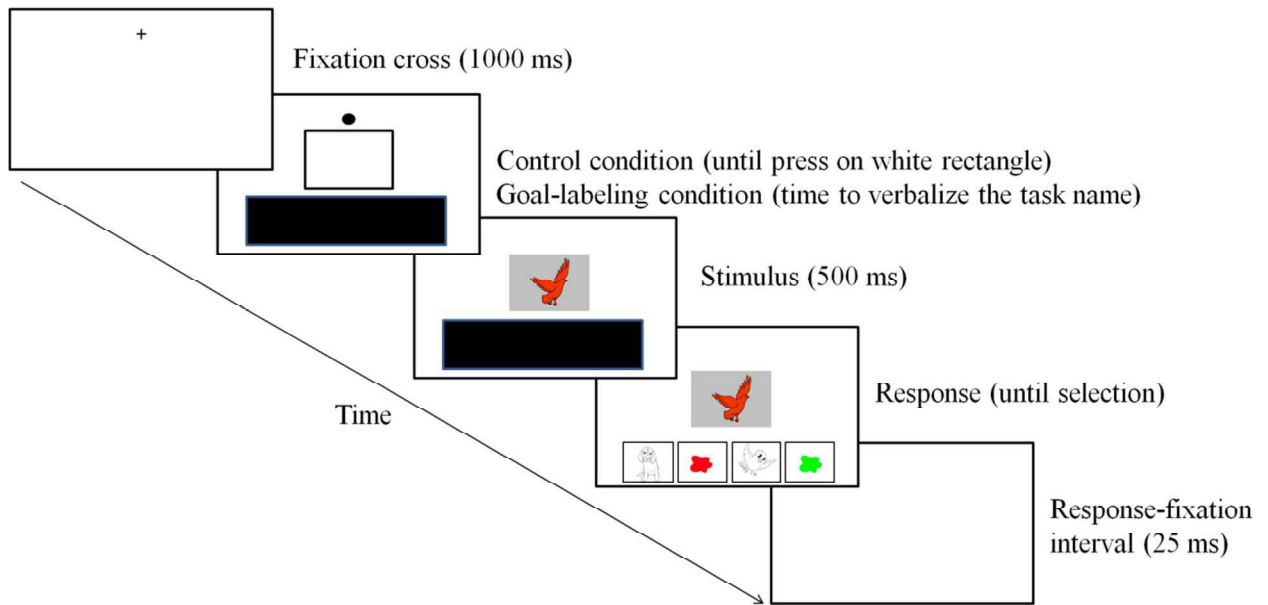 +
Fixation cross (1000 ms)
Control condition (until press on white rectangle)
Goal-labeling condition (time to verbalize the task name)
Stimulus (500 ms)
Response (until selection)
Time
Response-fixation
interval (25 ms)